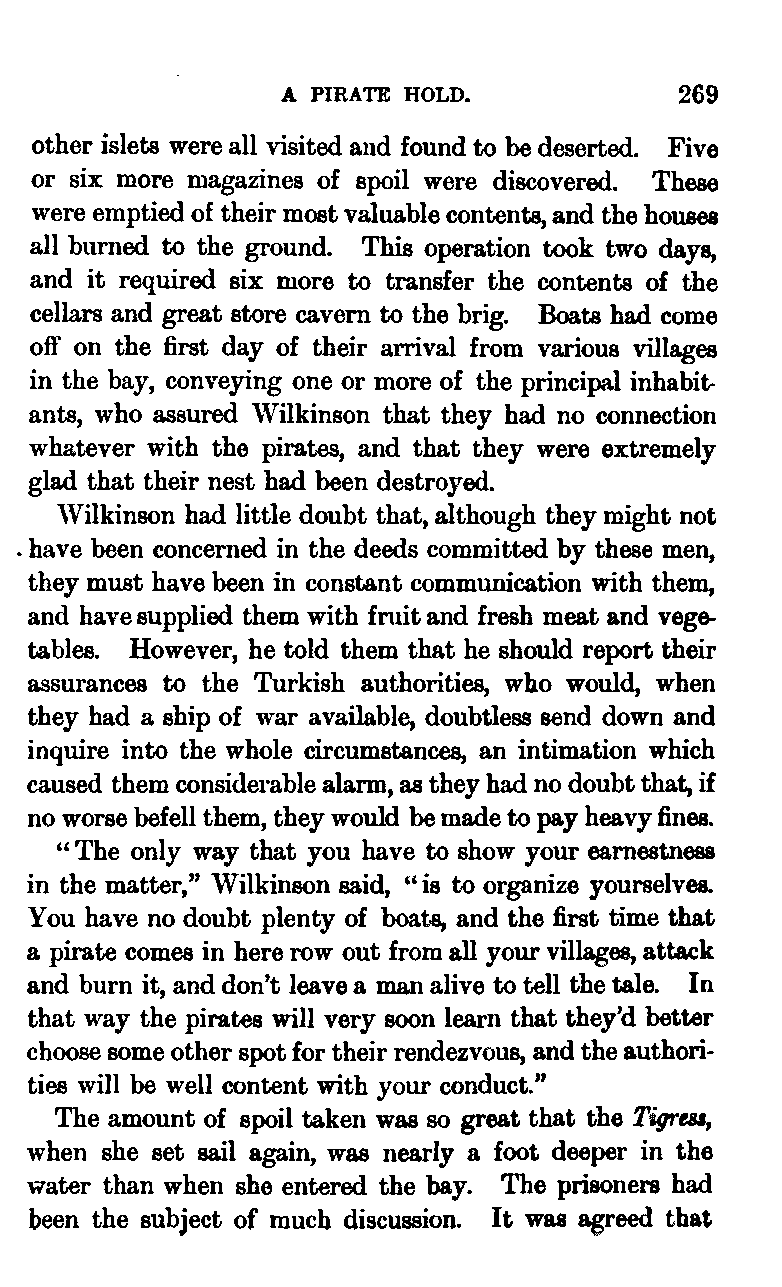 A PIRATE HOLD. 269
other islets were all visited and found to be deserted. Five
or six more magazines of spoil were discovered. These
were emptied of their most valuable contents, and the houses
all burned to the ground. This operation took two days,
and it required six more to transfer the contents of the
cellars and great store cavern to the brig. Boats had come
off on the first day of their arrival from various villages
in the bay, conveying one or more of the principal inhabit-
ants, who assured Wilkinson that they had no connection
whatever with the pirates, and that they were extremely
glad that their nest had been destroyed.
Wilkinson had little doubt that, although they might not
have been concerned in the deeds committed by these men,
they must have been in constant communication with them,
and have supplied them with fruit and fresh meat and vege-
tables. However, he told them that he should report their
assurances to the Turkish authorities, who would, when
they had a ship of war available, doubtless send down and
inquire into the whole circumstances, an intimation which
caused them considerable alarm, as they had no doubt that, if
no worse befell them, they would be made to pay heavy fines.
“The only way that you have to show your earnestness
in the matter,” Wilkinson said, “is to organize yourselves.
You have no doubt plenty of boats, and the first time that
a pirate comes in here row out from all your villages, attack
and burn it, and don't leave a man alive to tell the tale. In
that way the pirates will very soon learn that they'd better
choose some other spot for their rendezvous, and the authori-
ties will be well content with your conduct.”
The amount of spoil taken was so great that the Tigress,
when she set sail again, was nearly a foot deeper in the
water than when she entered the bay. The prisoners had
been the subject of much discussion. It was agreed that